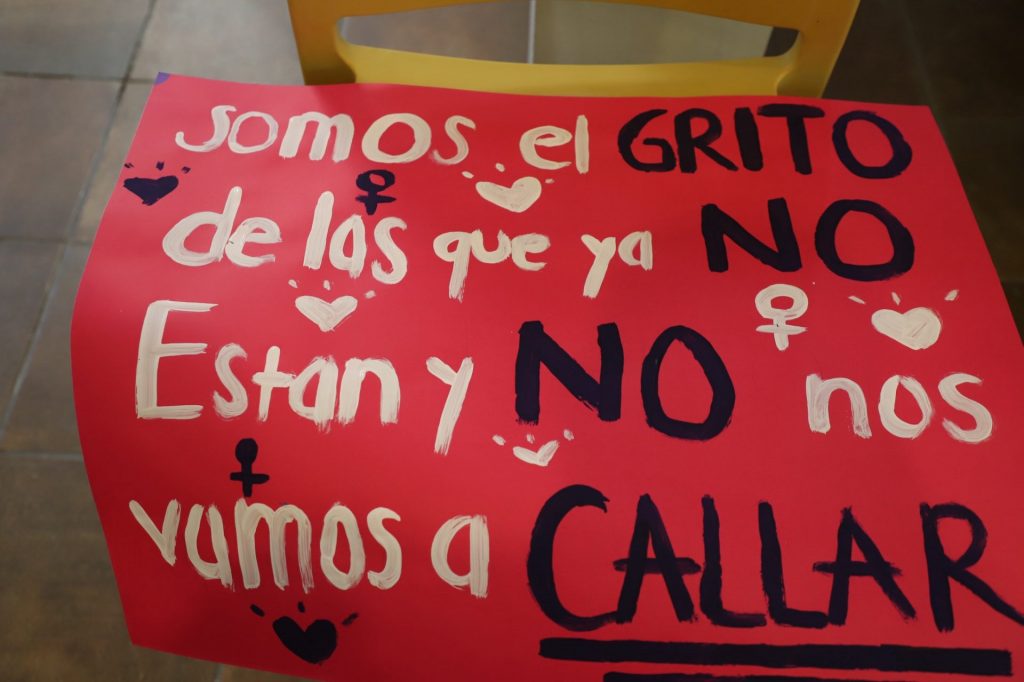 somos el GRITO
de las que ya NO
Estan y NO nos
vamos a CALLAR